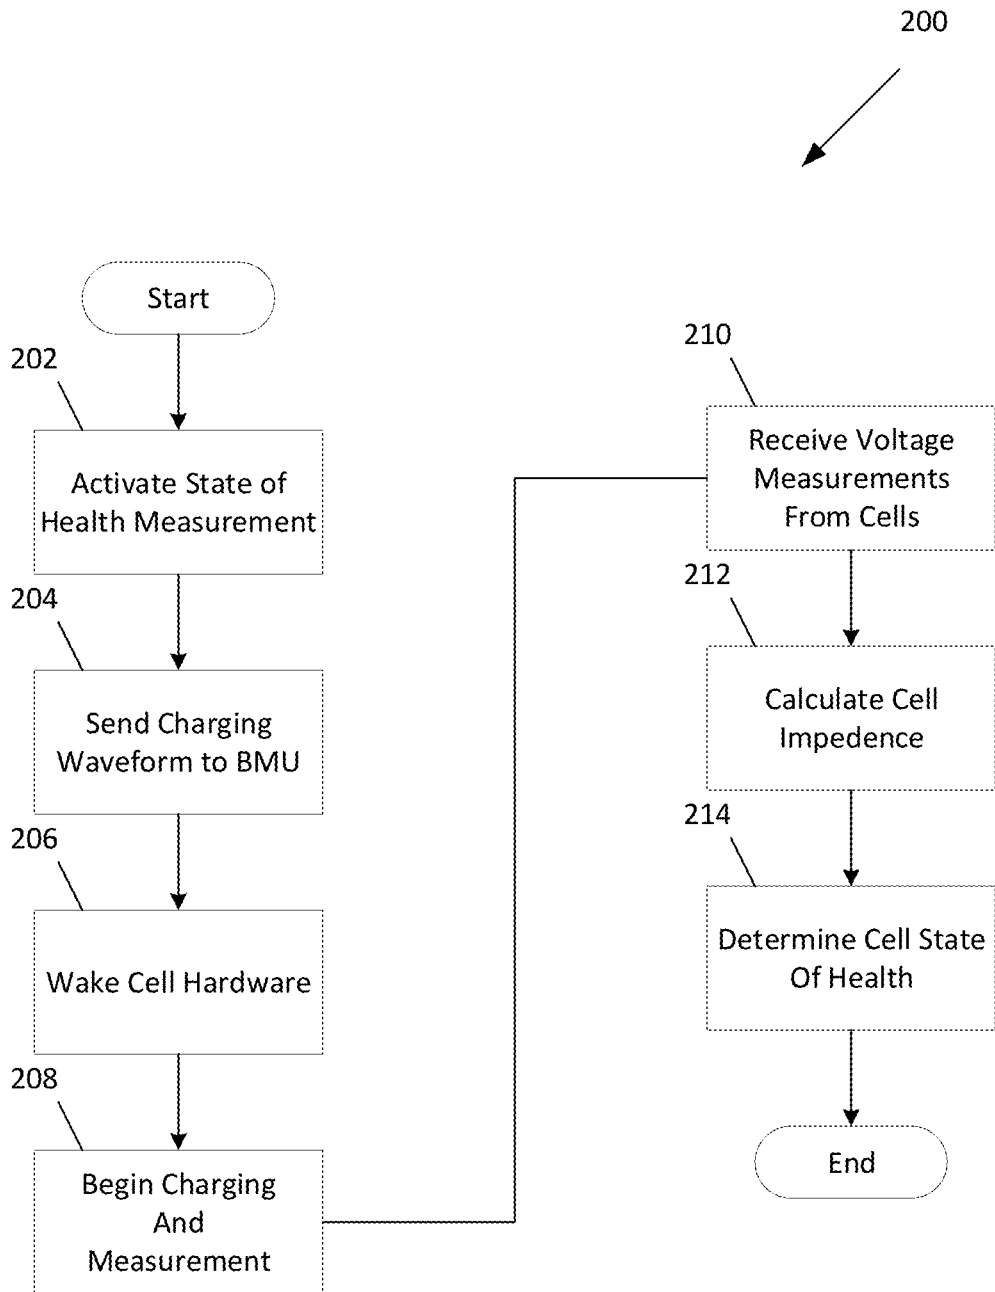 200
Start
202
Activate State of
Health Measurement
204
Send Charging
Waveform to BMU
206
Wake Cell Hardware
208
Begin Charging
And
Measurement
210
Receive Voltage
Measurements
From Cells
212
Calculate Cell
Impedence
214
Determine Cell State
Of Health
End